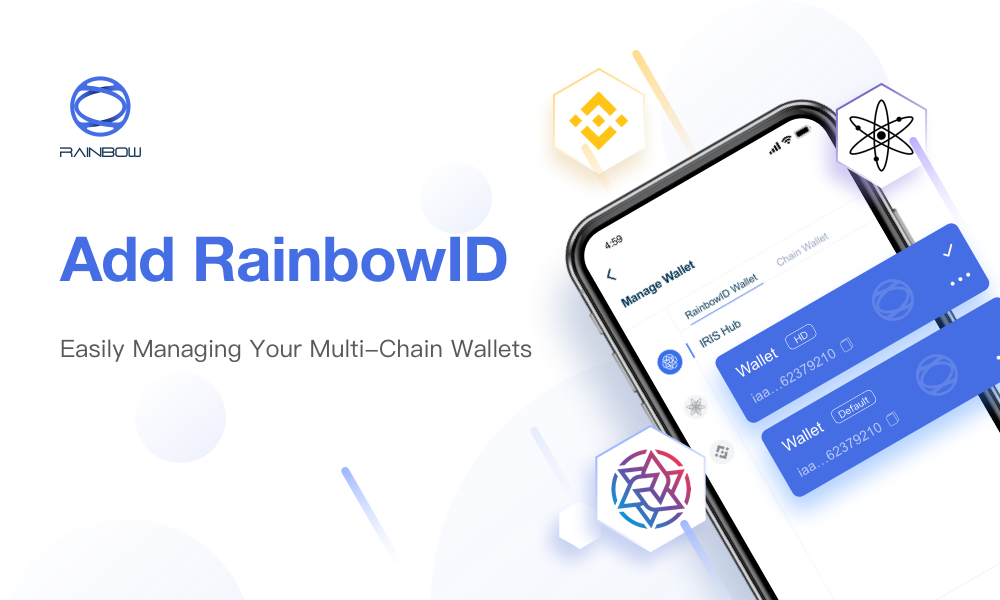 RAINBOW
Add RainbowID
Easily Managing Your Multi–Chain Wallets
4:59
Manage Wallet
RainbowID Wallet
Chain Wallet
IRIS Hub
Wallet
HD
iaa...62379210
Wallet
Default
iaa...62379210